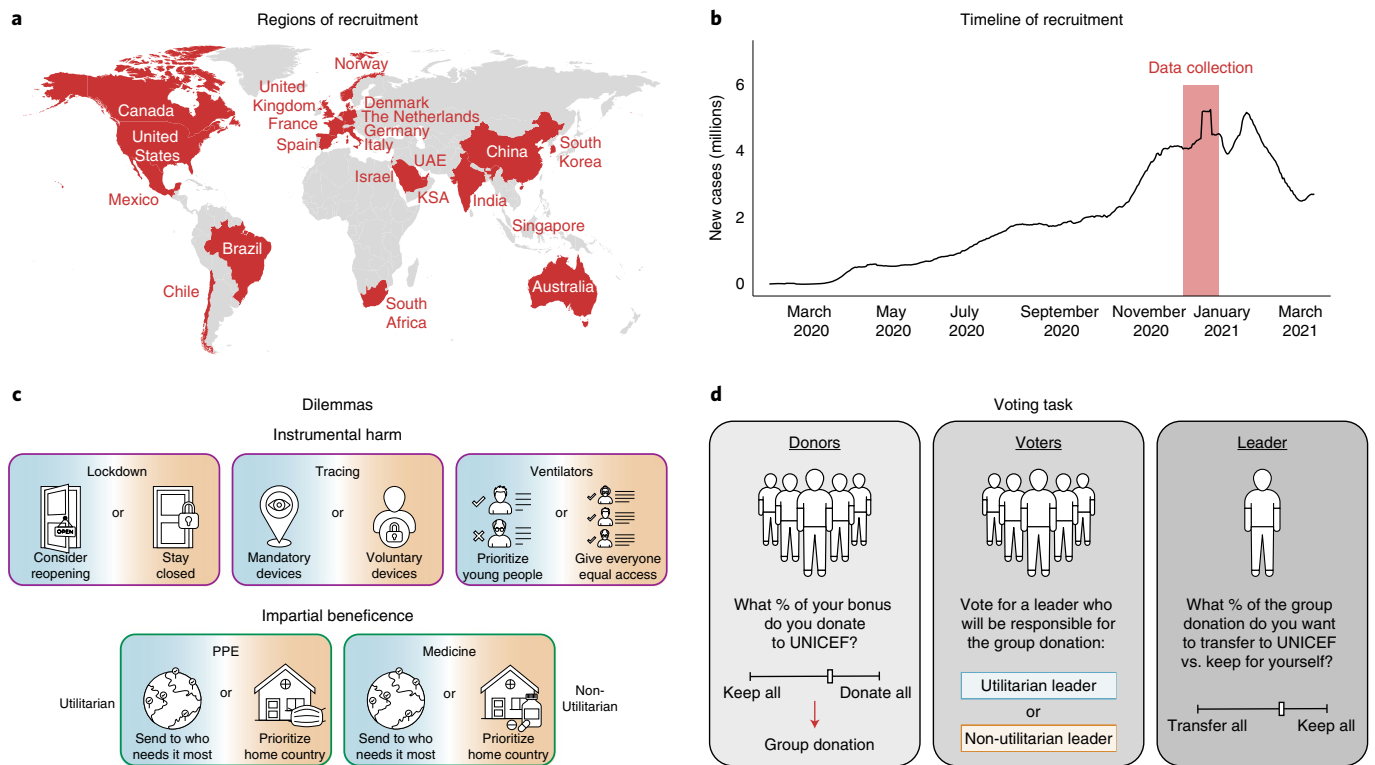 a
Regions of recruitment
Norway
United
Kingdom
Denmark
The Netherlands
France
Germany
Spain
Italy
Canada
United
States
Mexico
Israel
UAE
KSA
China
South
Korea
India
Singapore
Brazil
Chile
South
Africa
Australia
b
Timeline of recruitment
Data collection
New cases (millions)
6
4
2
0
March
2020
May
2020
July
2020
September
2020
November
2020
January
2021
March
2021
c
Dilemmas
Instrumental harm
Lockdown
or
Consider
reopening
OPEN
Stay
closed
Tracing
or
Mandatory
devices
Voluntary
devices
Ventilators
or
Prioritize
young people
Give everyone
equal access
Impartial beneficence
Utilitarian
PPE
or
Send to who
needs it most
Prioritize
home country
Medicine
or
Send to who
needs it most
Prioritize
home country
Non-
Utilitarian
d
Voting task
Donors
What % of your bonus
do you donate
to UNICEF?
Keep all
Donate all
Group donation
Voters
Vote for a leader who
will be responsible for
the group donation:
Utilitarian leader
or
Non-utilitarian leader
Leader
What % of the group
donation do you want
to transfer to UNICEF
vs. keep for yourself?
Transfer all
Keep all